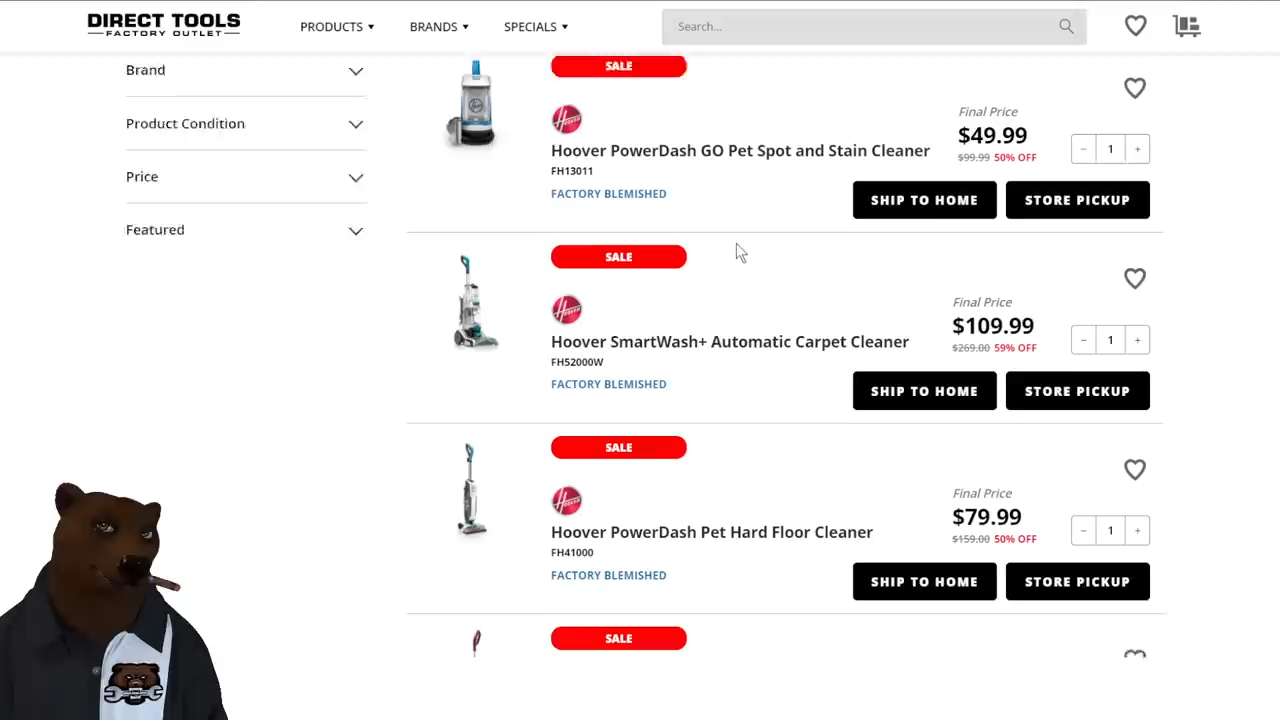 DIRECT TOOLS
FACTORY OUTLET
PRODUCTS
BRANDS
SPECIALS
Search...
Brand
Product Condition
Price
Featured
SALE
Hoover PowerDash GO Pet Spot and Stain Cleaner
FH13011
FACTORY BLEMISHED
Final Price
$49.99
$99.99 50% OFF
- 1 +
SHIP TO HOME
STORE PICKUP
SALE
Hoover SmartWash+ Automatic Carpet Cleaner
FH52000W
FACTORY BLEMISHED
Final Price
$109.99
$269.00 59% OFF
- 1 +
SHIP TO HOME
STORE PICKUP
SALE
Hoover PowerDash Pet Hard Floor Cleaner
FH41000
FACTORY BLEMISHED
Final Price
$79.99
$159.00 50% OFF
- 1 +
SHIP TO HOME
STORE PICKUP
SALE